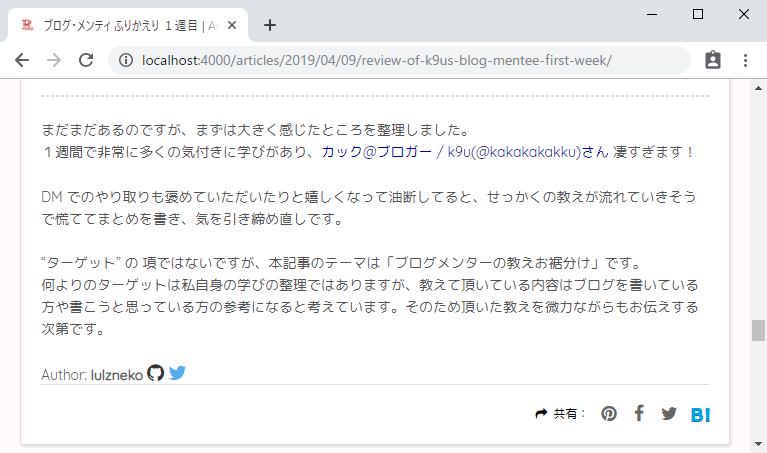 ブログ・メンティ ふりかえり １週目 | A
localhost:4000/articles/2019/04/09/review-of-k9us-blog-mentee-first-week/
まだまだあるのですが、まずは大きく感じたところを整理しました。
１週間で非常に多くの気付きに学びがあり、カック@ブロガー / k9u(@kakakakakku)さん 凄すぎます！
DM でのやり取りも褒めていただいたりと嬉しくなって油断してると、せっかくの教えが流れていきそう
で慌ててまとめを書き、気を引き締め直しです。
“ターゲット” の 項ではないですが、本記事のテーマは「ブログメンターの教えお裾分け」です。
何よりのターゲットは私自身の学びの整理ではありますが、教えて頂いている内容はブログを書いている
方や書こうと思っている方の参考になると考えています。そのため頂いた教えを微力ながらもお伝えする
次第です。
Author: lulzneko
共有：
B!